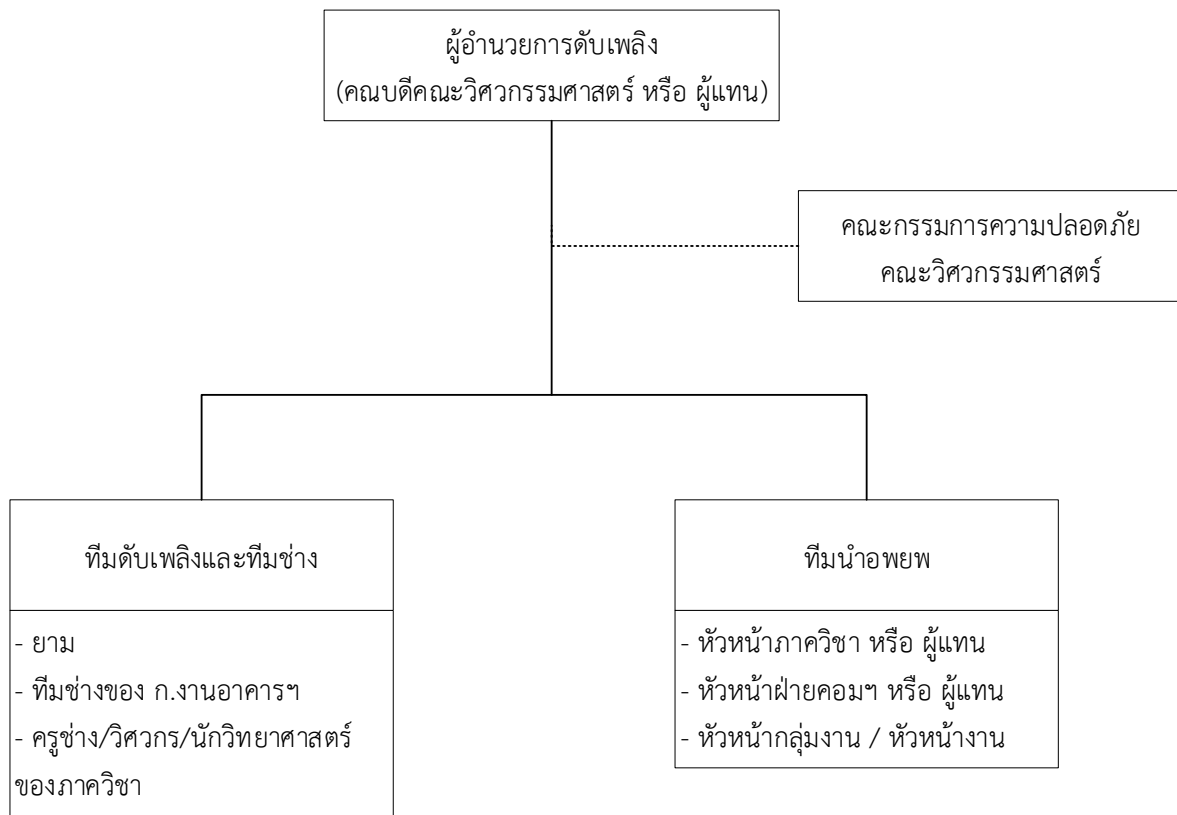 ผู้อำนวยการดับเพลิง
(คณบดีคณะวิศวกรรมศาสตร์ หรือ ผู้แทน)
คณะกรรมการความปลอดภัย
คณะวิศวกรรมศาสตร์
ทีมดับเพลิงและทีมช่าง
- ยาม
- ทีมช่างของ ก.งานอาคารฯ
- ครูช่าง/วิศวกร/นักวิทยาศาสตร์
ของภาควิชา
ทีมนำอพยพ
- หัวหน้าภาควิชา หรือ ผู้แทน
- หัวหน้าฝ่ายคอมฯ หรือ ผู้แทน
- หัวหน้ากลุ่มงาน / หัวหน้างาน